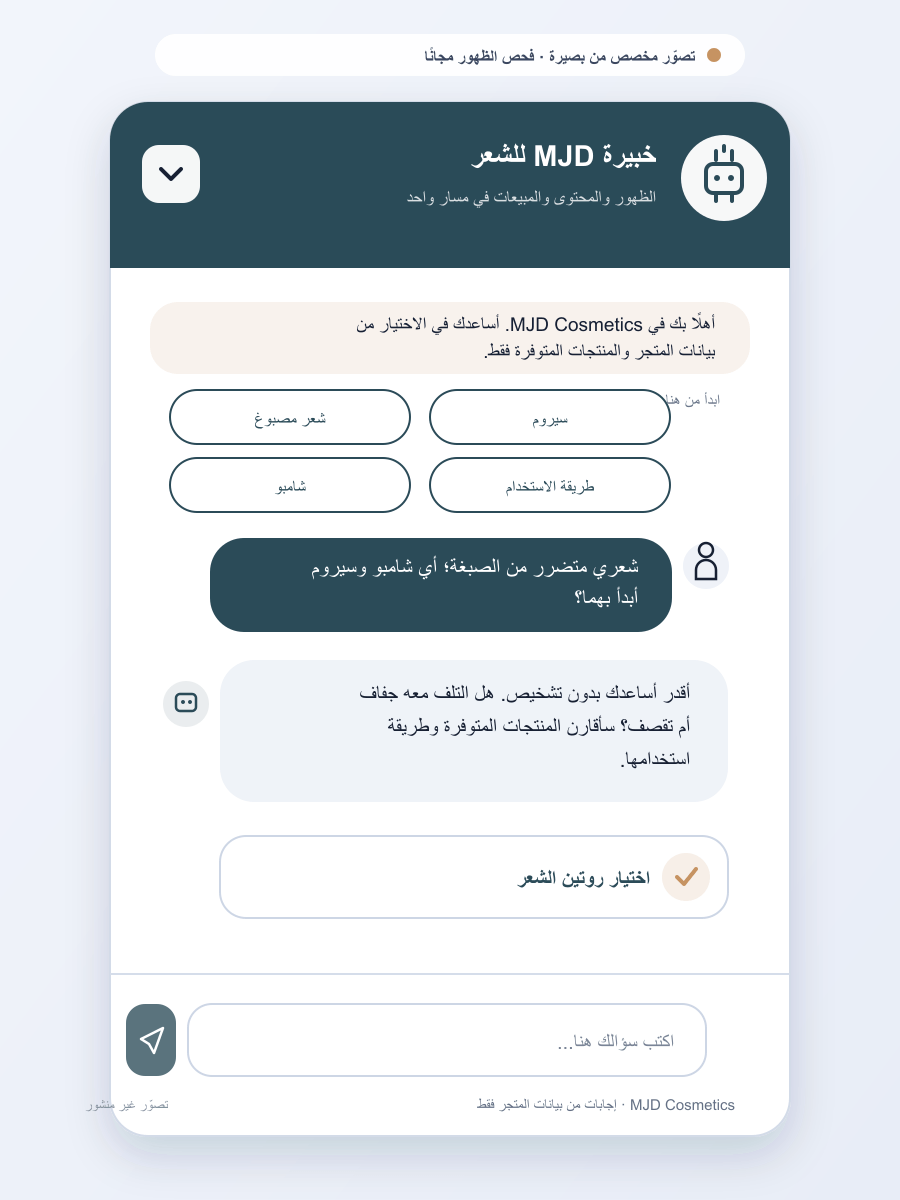 تصوّر مخصص من بصيرة · فحص الظهور مجانًا
خبيرة MJD للشعر
الظهور والمحتوى والمبيعات في مسار واحد
أهلًا بك في MJD Cosmetics. أساعدك في الاختيار من
بيانات المتجر والمنتجات المتوفرة فقط.
ابدأ من هنا
سيروم
شعر مصبوغ
طريقة الاستخدام
شامبو
شعري متضرر من الصبغة؛ أي شامبو وسيروم
أبدأ بهما؟
أقدر أساعدك بدون تشخيص. هل التلف معه جفاف
أم تقصف؟ سأقارن المنتجات المتوفرة وطريقة
استخدامها.
اختيار روتين الشعر
اكتب سؤالك هنا...
MJD Cosmetics · إجابات من بيانات المتجر فقط
تصوّر غير منشور